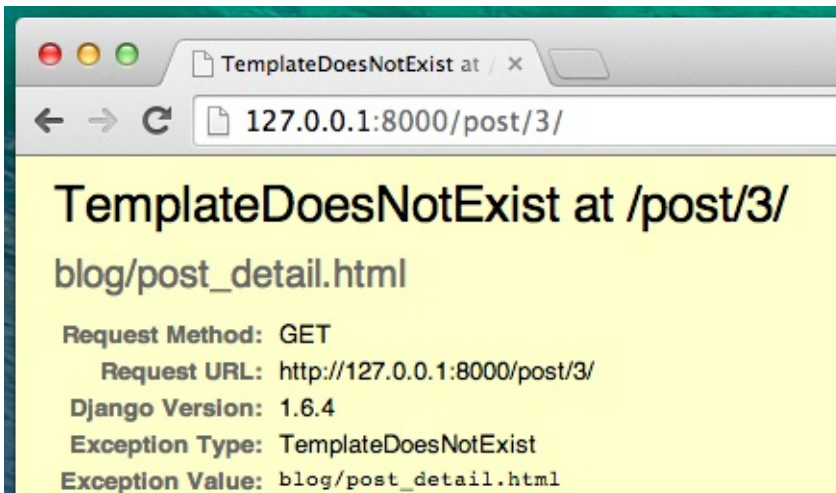 TemplateDoesNotExist at /
127.0.0.1:8000/post/3/
TemplateDoesNotExist at /post/3/
blog/post_detail.html
Request Method: GET
Request URL: http://127.0.0.1:8000/post/3/
Django Version: 1.6.4
Exception Type: TemplateDoesNotExist
Exception Value: blog/post_detail.html